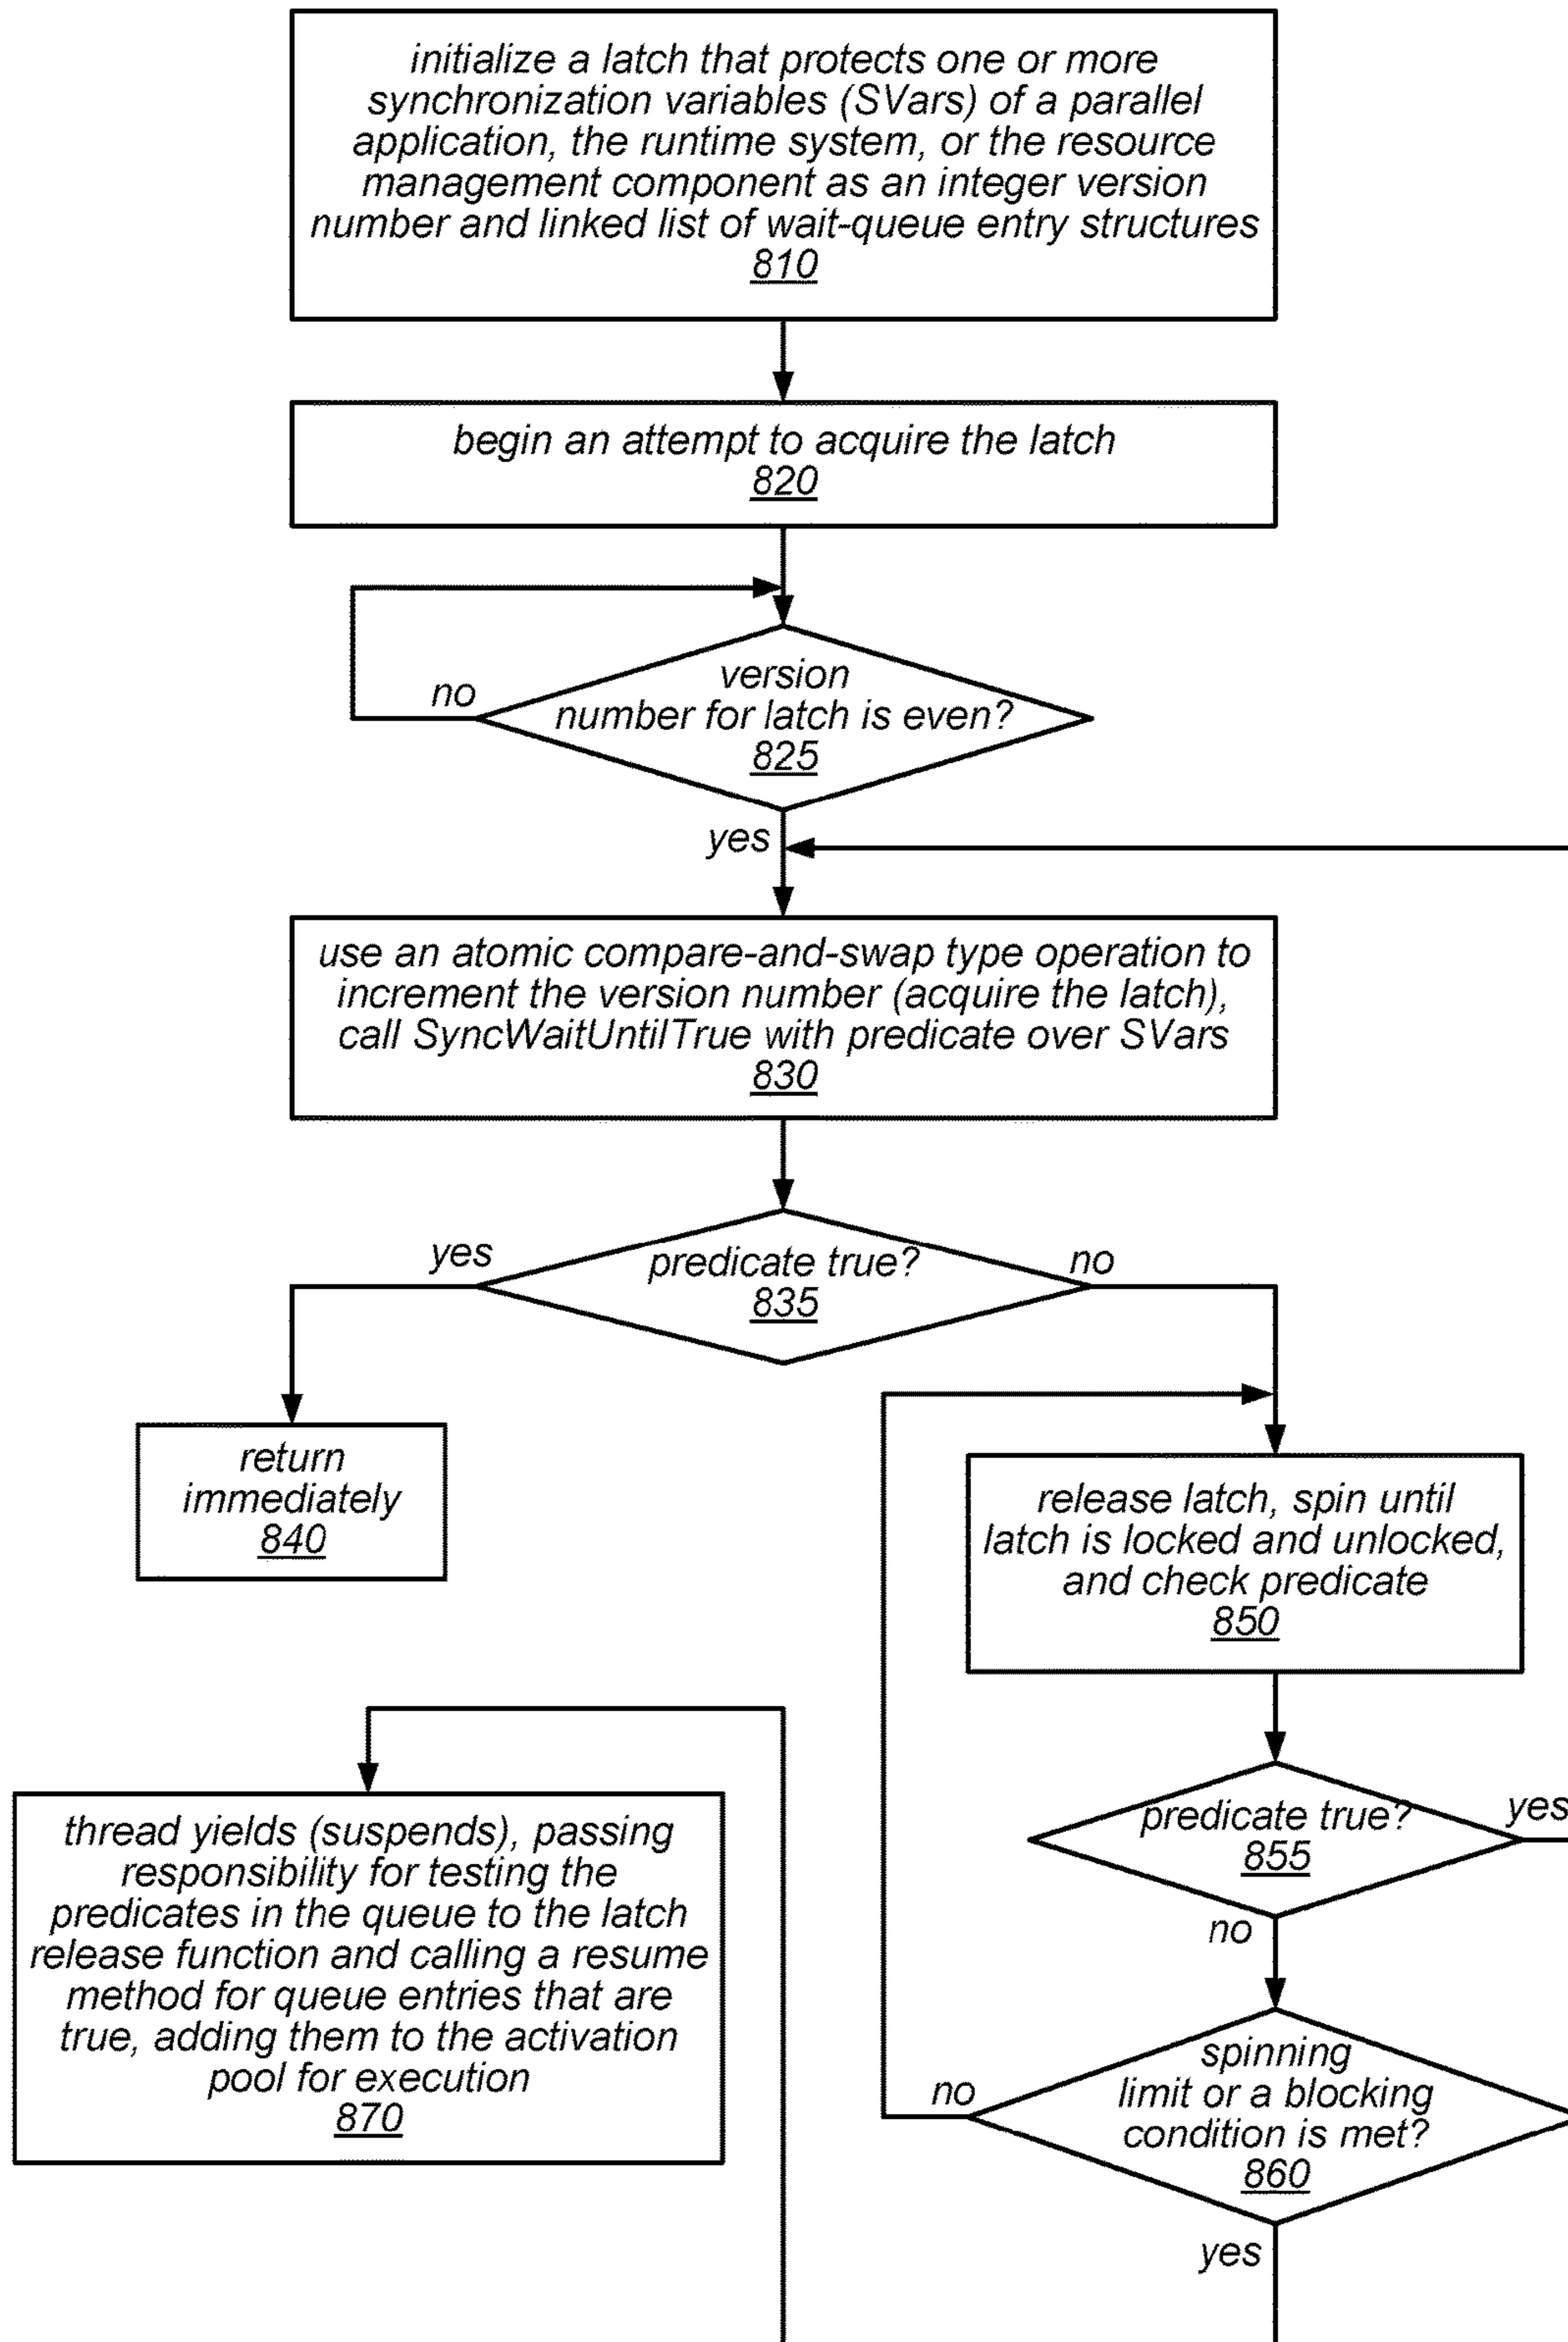 initialize a latch that protects one or more
synchronization variables (SVars) of a parallel
application, the runtime system, or the resource
management component as an integer version
number and linked list of wait-queue entry structures
810
begin an attempt to acquire the latch
820
no
version
number for latch is even?
825
yes
use an atomic compare-and-swap type operation to
increment the version number (acquire the latch),
call SyncWaitUntilTrue with predicate over SVars
830
yes
predicate true?
835
no
return
immediately
840
release latch, spin until
latch is locked and unlocked,
and check predicate
850
predicate true?
855
yes
no
thread yields (suspends), passing
responsibility for testing the
predicates in the queue to the latch
release function and calling a resume
method for queue entries that are
true, adding them to the activation
pool for execution
870
no
spinning
limit or a blocking
condition is met?
860
yes